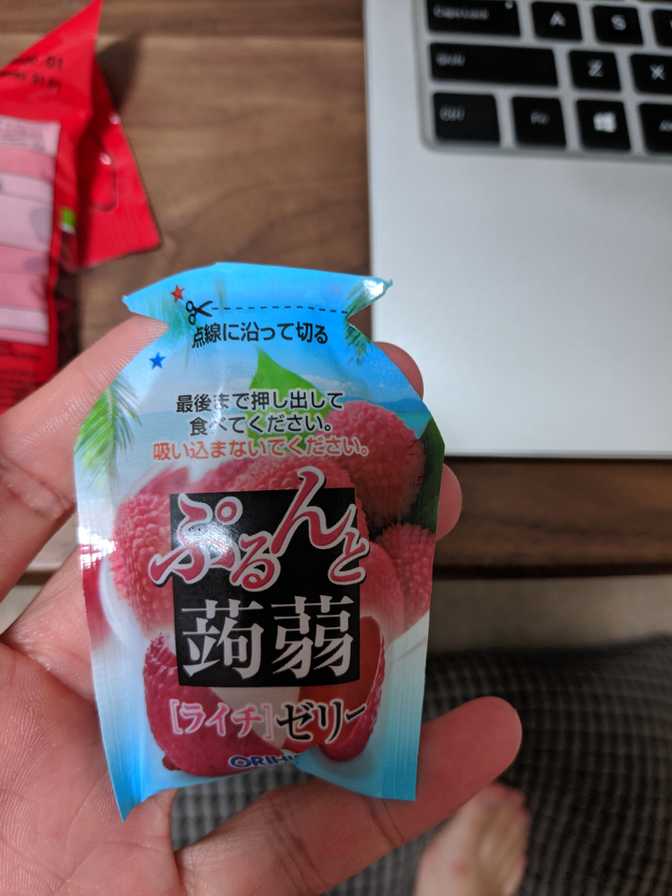 点線に沿って切る
最後まで押し出して
食べてください。
吸い込まないでください。
ぷるんと
蒟蒻
[ライチ]ゼリー
A
S
Z
X
Ctrl
Fn